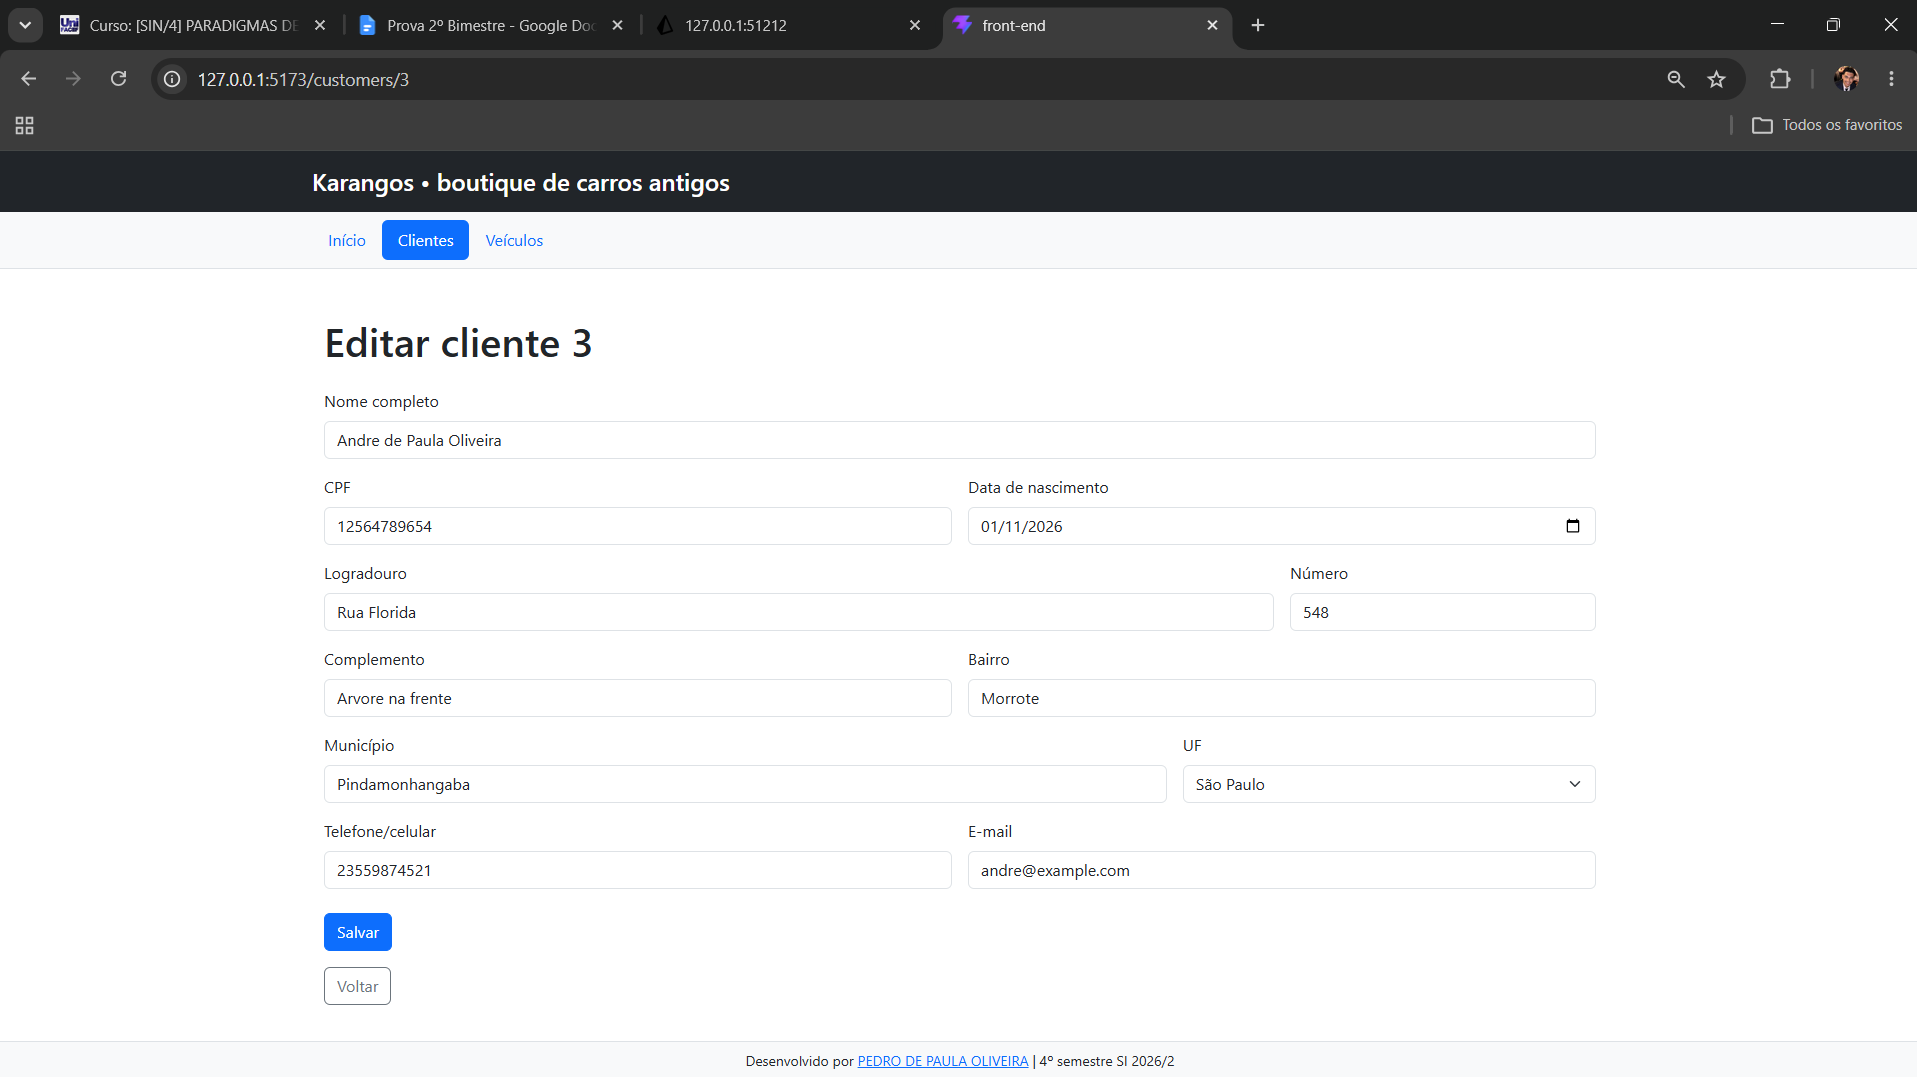 Curso: [SIN/4] PARADIGMAS DE
Prova 2º Bimestre - Google Doc
127.0.0.1:51212
front-end
127.0.0.1:5173/customers/3
Todos os favoritos
Karangos • boutique de carros antigos
Início Clientes Veículos
Editar cliente 3
Nome completo
Andre de Paula Oliveira
CPF Data de nascimento
12564789654 01/11/2026
Logradouro Número
Rua Florida 548
Complemento Bairro
Arvore na frente Morrote
Município UF
Pindamonhangaba São Paulo
Telefone/celular E-mail
23559874521 andre@example.com
Salvar
Voltar
Desenvolvido por PEDRO DE PAULA OLIVEIRA | 4º semestre SI 2026/2